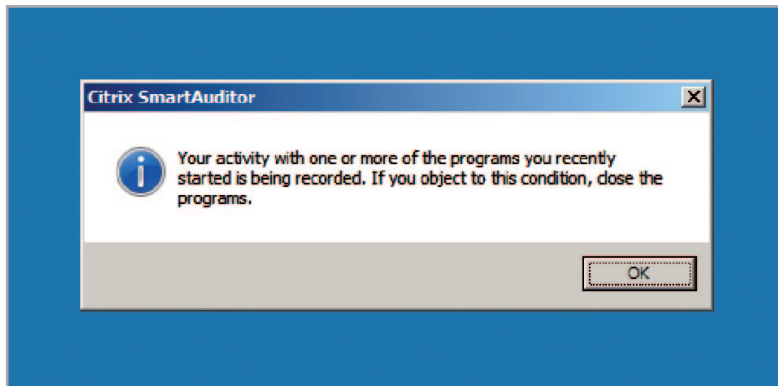 Citrix SmartAuditor
Your activity with one or more of the programs you recently
started is being recorded. If you object to this condition, close the
programs.
OK